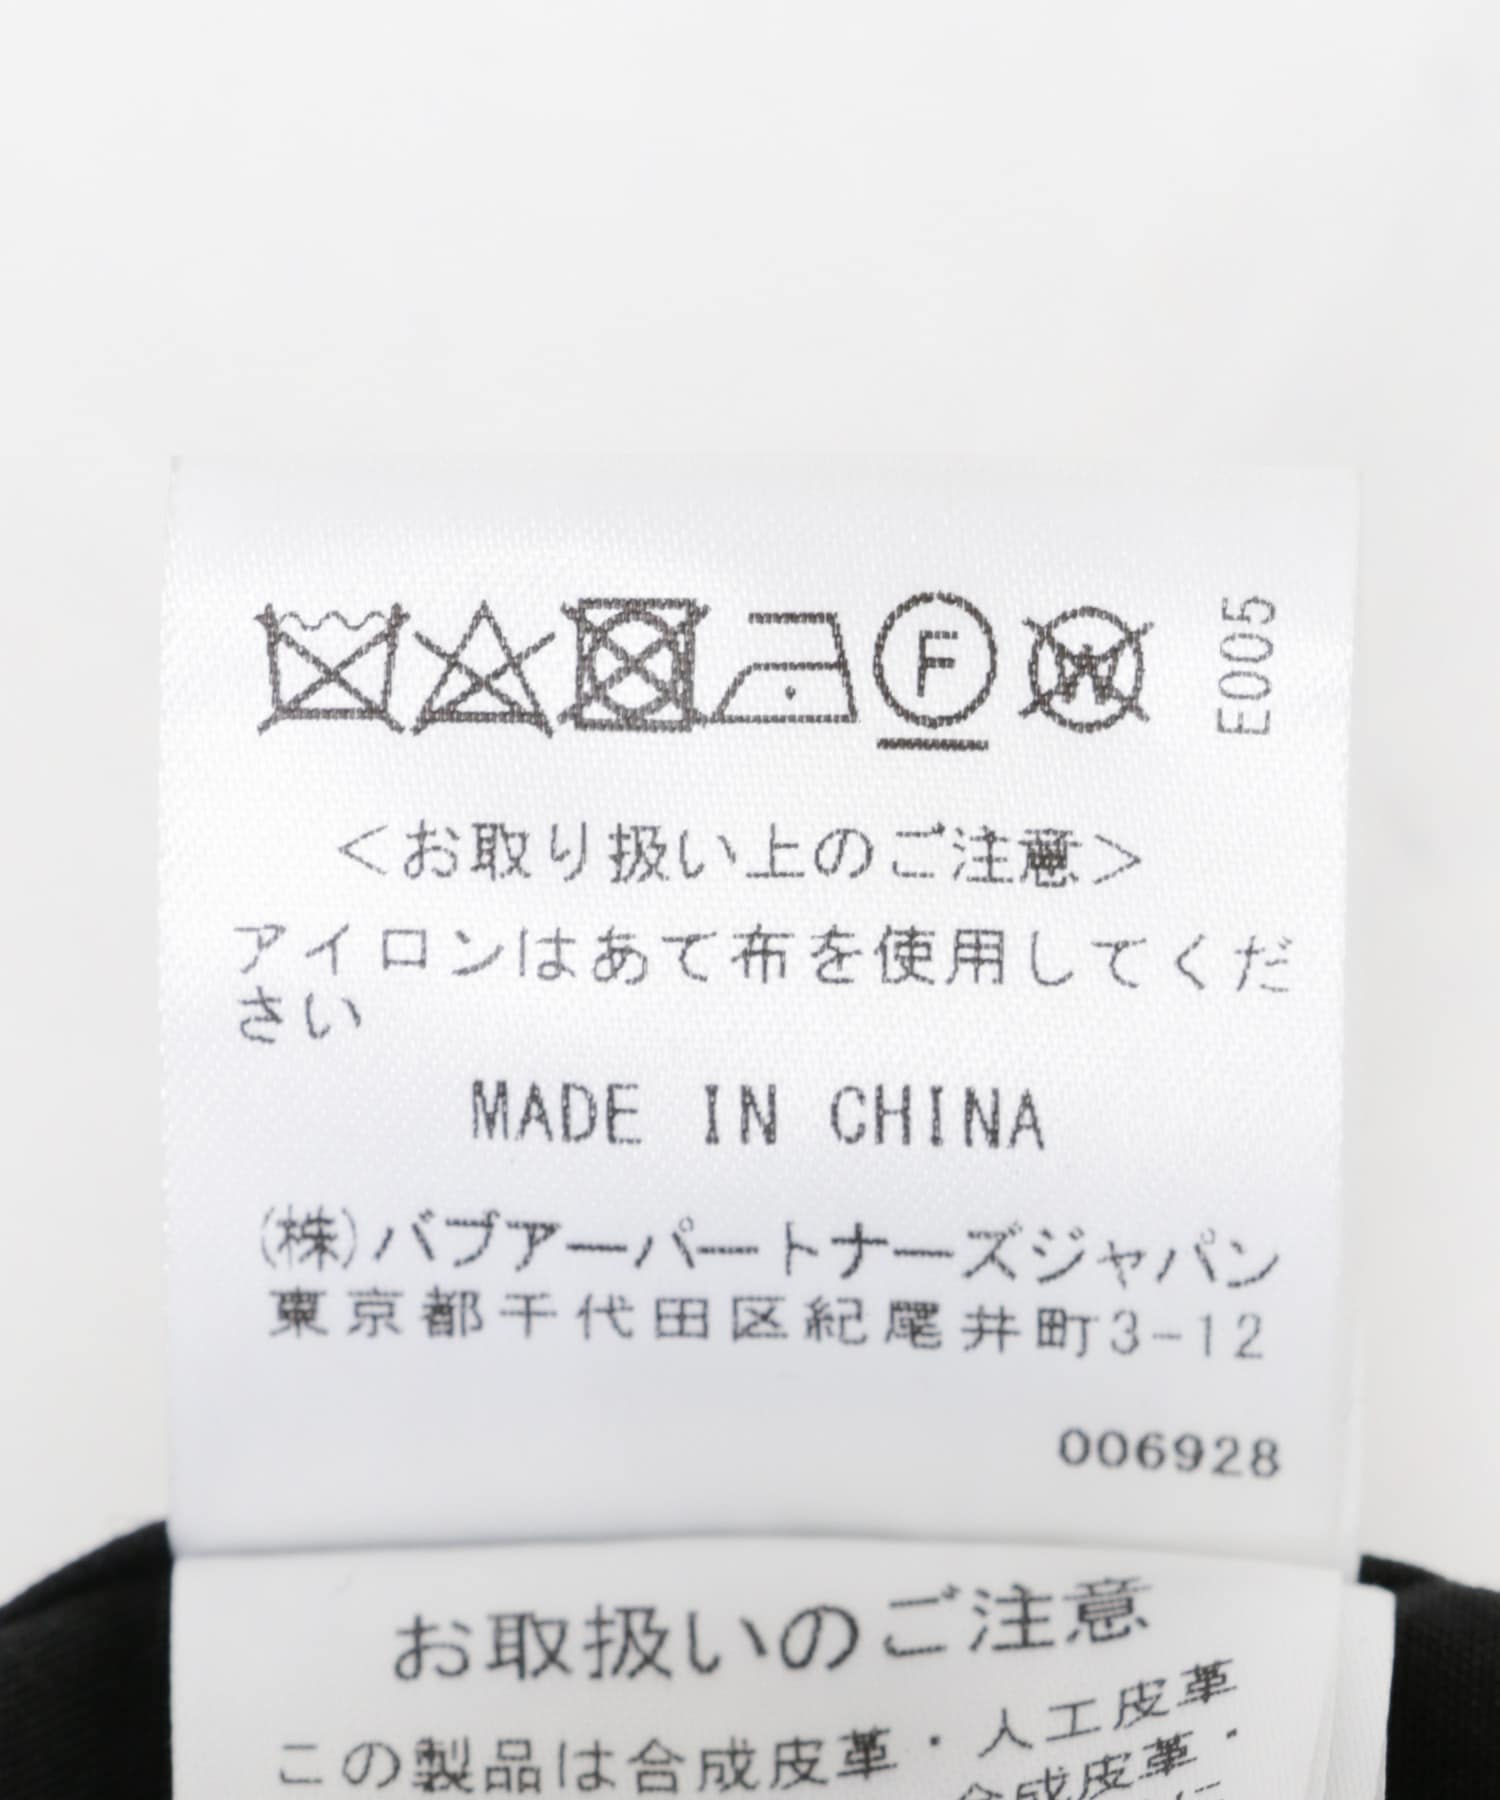 F W E005
<お取り扱い上のご注意>
アイロンはあて布を使用してくだ
さい
MADE IN CHINA
(株)バブアーパートナーズジャパン
東京都千代田区紀尾井町3-12
006928
お取扱いのご注意
この製品は合成皮革・人工皮革
合成皮革・